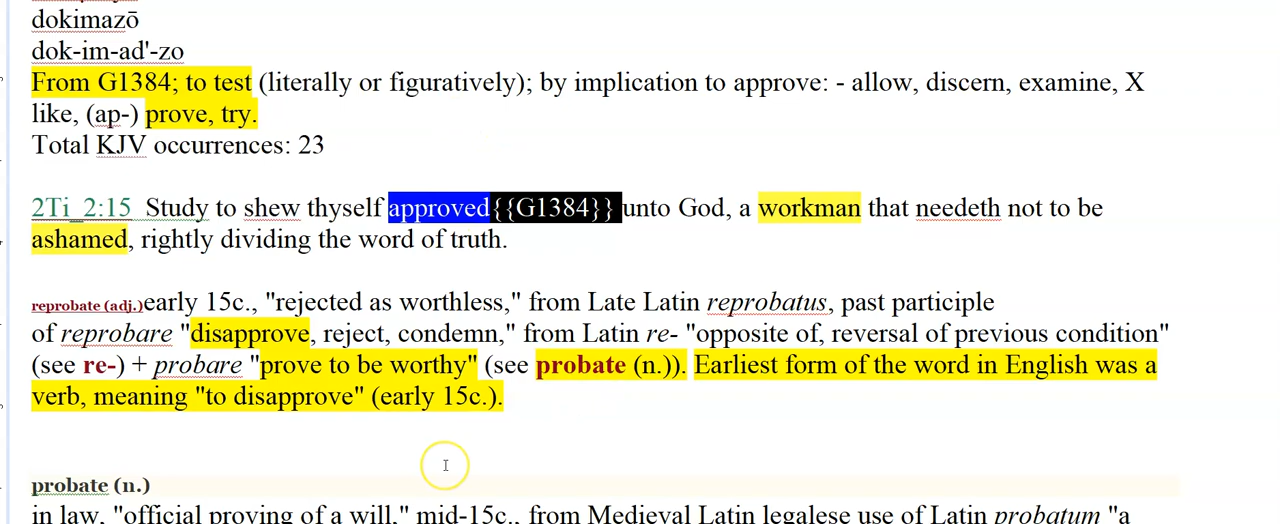 dokimazō
dok-im-ad'-zo
From G1384; to test (literally or figuratively); by implication to approve: - allow, discern, examine, X
like, (ap-) prove, try.
Total KJV occurrences: 23
2Ti_2:15 Study to shew thyself approved{{G1384}} unto God, a workman that needeth not to be
ashamed, rightly dividing the word of truth.
reprobate (adj.)early 15c., "rejected as worthless," from Late Latin reprobatus, past participle
of reprobare "disapprove, reject, condemn," from Latin re- "opposite of, reversal of previous condition"
(see re-) + probare "prove to be worthy" (see probate (n.)). Earliest form of the word in English was a
verb, meaning "to disapprove" (early 15c.).
probate (n.)
in law, "official proving of a will," mid-15c., from Medieval Latin legalese use of Latin probatum "a